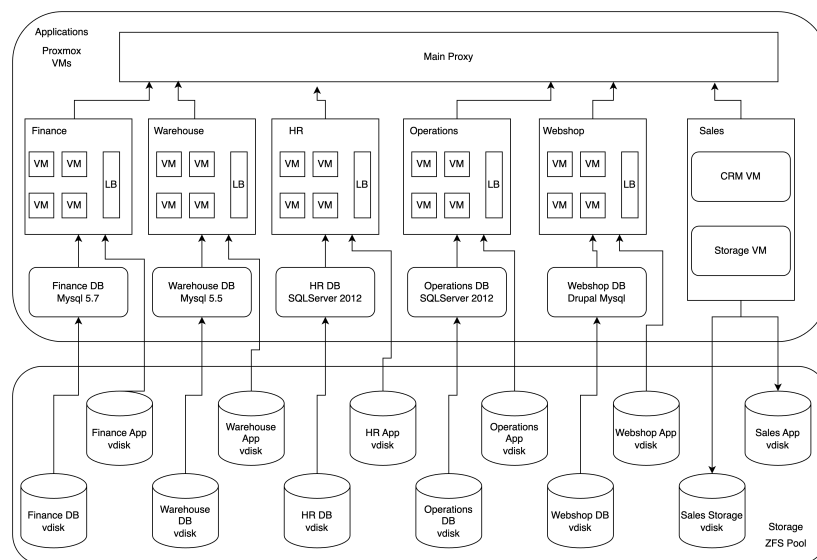 Applications
Proxmox
VMs
Main Proxy
Finance
Warehouse
HR
Operations
Webshop
Sales
VM VM
LB
VM VM
VM VM
LB
VM VM
VM VM
LB
VM VM
VM VM
LB
VM VM
VM VM
LB
VM VM
CRM VM
Storage VM
Finance DB
Mysql 5.7
Warehouse DB
Mysql 5.5
HR DB
SQLServer 2012
Operations DB
SQLServer 2012
Webshop DB
Drupal Mysql
Finance App
vdisk
Warehouse
App
vdisk
HR App
vdisk
Operations
App
vdisk
Webshop App
vdisk
Sales App
vdisk
Finance DB
vdisk
Warehouse
DB
vdisk
HR DB
vdisk
Operations
DB
vdisk
Webshop DB
vdisk
Sales Storage
vdisk
Storage
ZFS Pool